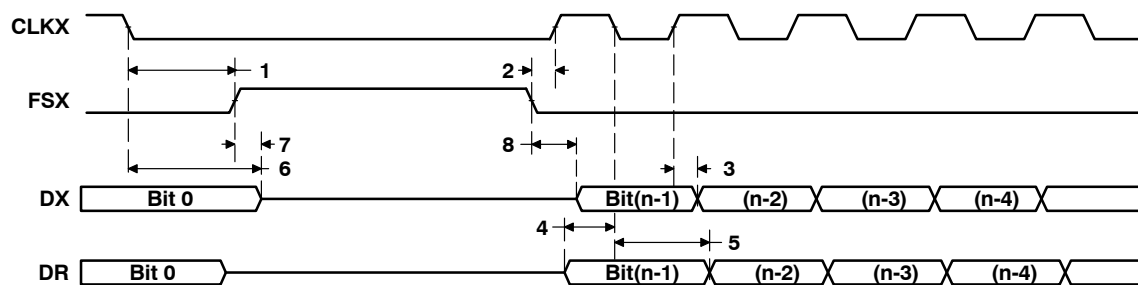 CLKX
1 2
FSX
7 8
6 3
DX Bit 0 Bit(n-1) (n-2) (n-3) (n-4)
4 5
DR Bit 0 Bit(n-1) (n-2) (n-3) (n-4)